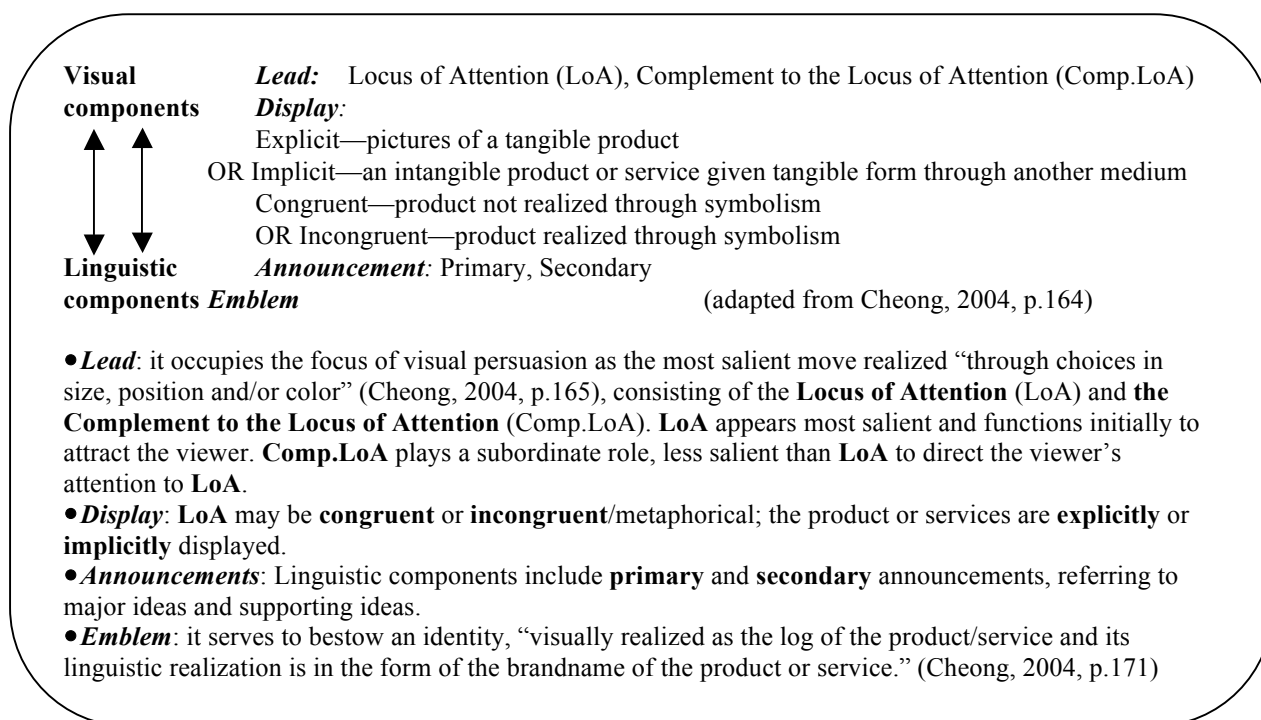 Visual Lead: Locus of Attention (LoA), Complement to the Locus of Attention (Comp.LoA)
components Display:
Explicit—pictures of a tangible product
OR Implicit—an intangible product or service given tangible form through another medium
Congruent—product not realized through symbolism
OR Incongruent—product realized through symbolism
Linguistic Announcement: Primary, Secondary
components Emblem (adapted from Cheong, 2004, p.164)
●Lead: it occupies the focus of visual persuasion as the most salient move realized “through choices in
size, position and/or color” (Cheong, 2004, p.165), consisting of the Locus of Attention (LoA) and the
Complement to the Locus of Attention (Comp.LoA). LoA appears most salient and functions initially to
attract the viewer. Comp.LoA plays a subordinate role, less salient than LoA to direct the viewer’s
attention to LoA.
●Display: LoA may be congruent or incongruent/metaphorical; the product or services are explicitly or
implicitly displayed.
●Announcements: Linguistic components include primary and secondary announcements, referring to
major ideas and supporting ideas.
●Emblem: it serves to bestow an identity, “visually realized as the log of the product/service and its
linguistic realization is in the form of the brandname of the product or service.” (Cheong, 2004, p.171)